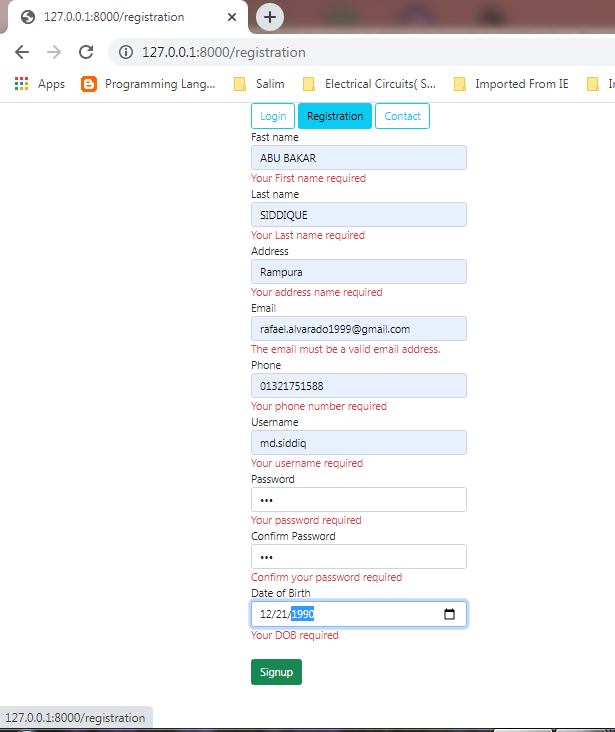 127.0.0.1:8000/registration
127.0.0.1:8000/registration
Apps Programming Lang... Salim Electrical Circuits( S... Imported From IE
Login Registration Contact
Fast name
ABU BAKAR
Your First name required
Last name
SIDDIQUE
Your Last name required
Address
Rampura
Your address name required
Email
rafael.alvarado1999@gmail.com
The email must be a valid email address.
Phone
01321751588
Your phone number required
Username
md.siddiq
Your username required
Password
•••
Your password required
Confirm Password
•••
Confirm your password required
Date of Birth
12/21/1990
Your DOB required
Signup
127.0.0.1:8000/registration